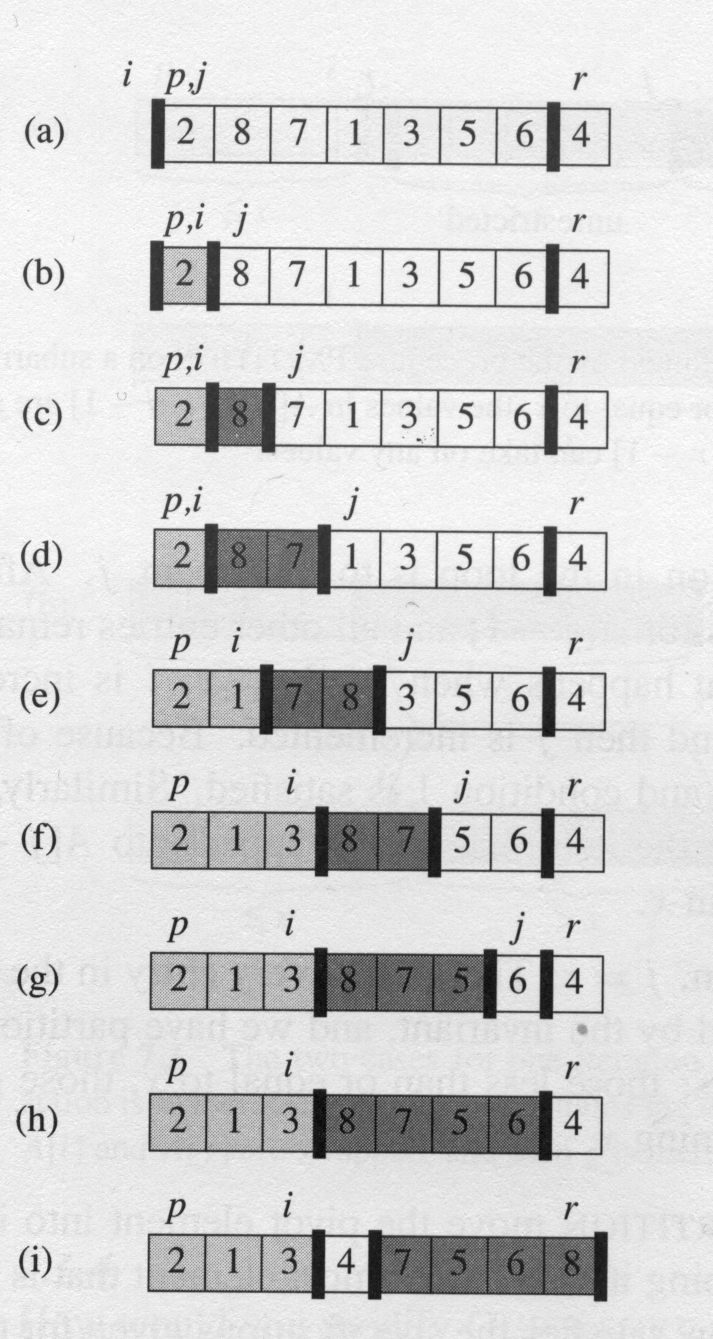 i p,j r
(a) 2 8 7 1 3 5 6 4
p,i j r
(b) 2 8 7 1 3 5 6 4
p,i j r
(c) 2 8 7 1 3 5 6 4
p,i j r
(d) 2 8 7 1 3 5 6 4
p i j r
(e) 2 1 7 8 3 5 6 4
p i j r
(f) 2 1 3 8 7 5 6 4
p i j r
(g) 2 1 3 8 7 5 6 4
p i r
(h) 2 1 3 8 7 5 6 4
p i r
(i) 2 1 3 4 7 5 6 8